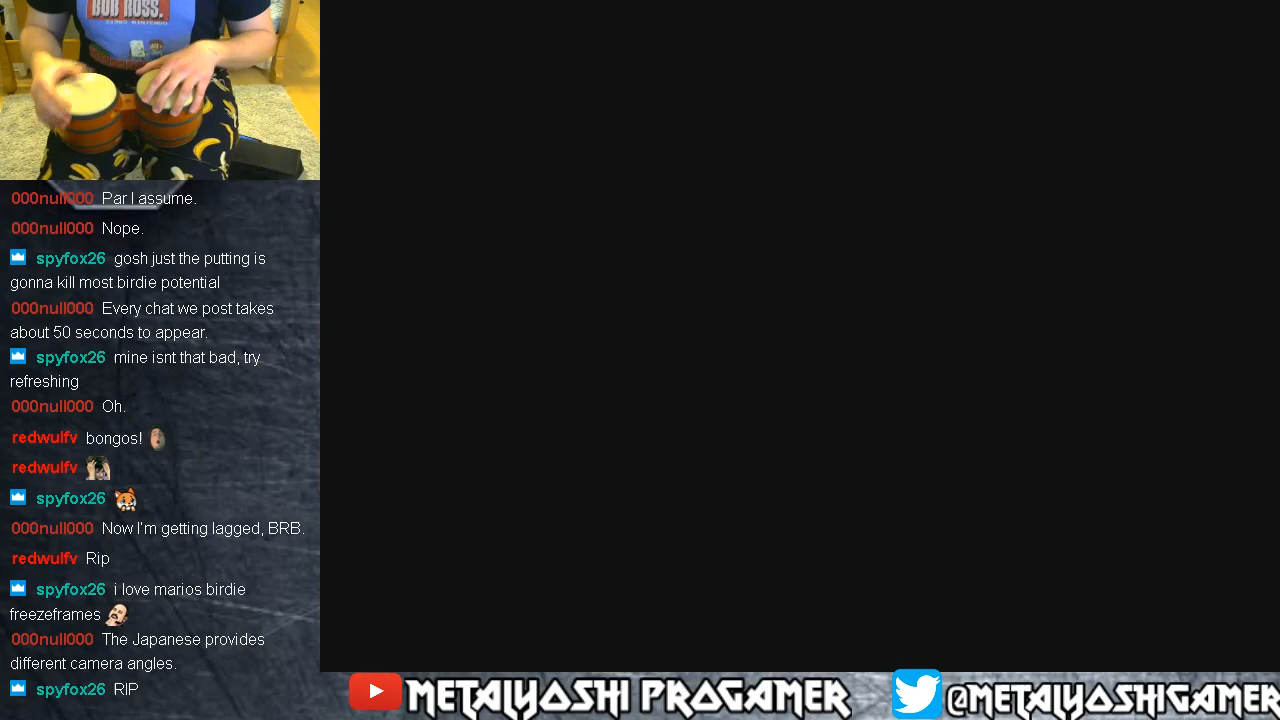 BOB ROSS.
000null000 Par I assume.
000null000 Nope.
spyfox26 gosh just the putting is
gonna kill most birdie potential
000null000 Every chat we post takes
about 50 seconds to appear.
spyfox26 mine isnt that bad, try
refreshing
000null000 Oh.
redwulfv bongos!
redwulfv
spyfox26
000null000 Now I'm getting lagged, BRB.
redwulfv Rip
spyfox26 i love marios birdie
freezeframes
000null000 The Japanese provides
different camera angles.
spyfox26 RIP
METALYOSHI PROGAMER
@METALYOSHIGAMER